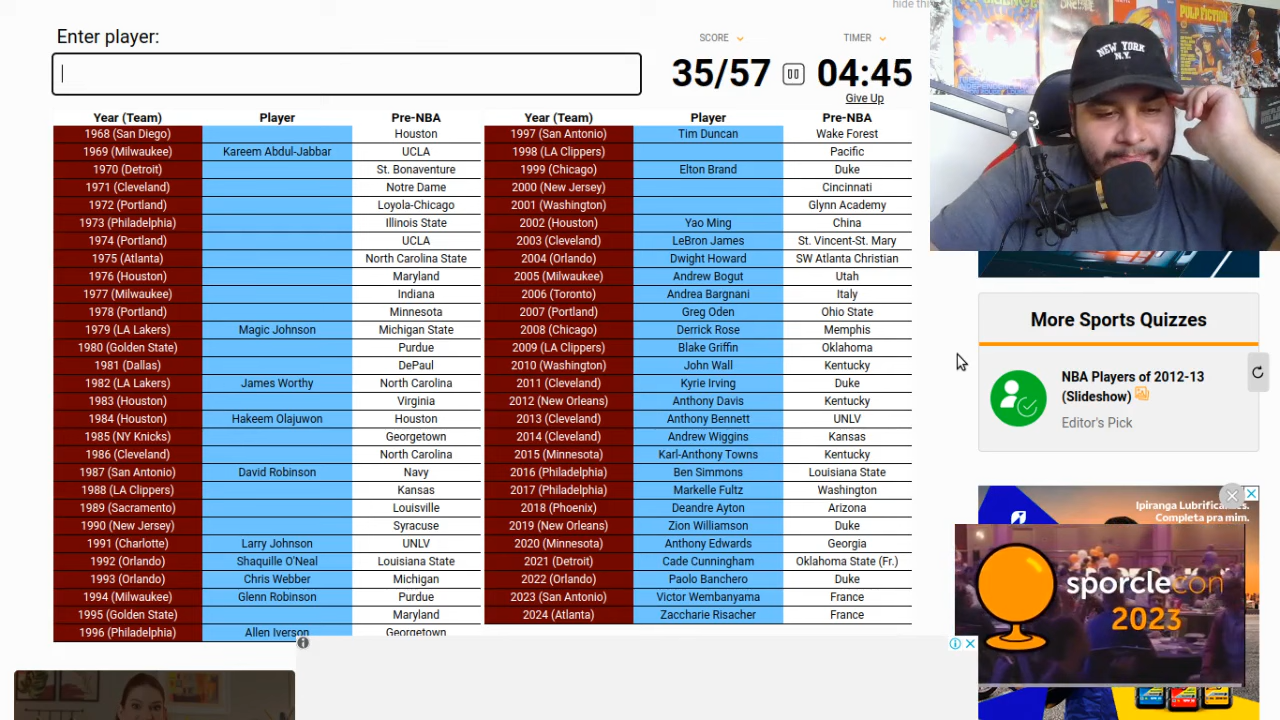 hide thi
Enter player:
SCORE
TIMER
35/57
04:45
Give Up
NEW YORK
N.Y.
PULP FICTION
Year (Team) Player Pre-NBA
1968 (San Diego) Houston
1969 (Milwaukee) Kareem Abdul-Jabbar UCLA
1970 (Detroit) St. Bonaventure
1971 (Cleveland) Notre Dame
1972 (Portland) Loyola-Chicago
1973 (Philadelphia) Illinois State
1974 (Portland) UCLA
1975 (Atlanta) North Carolina State
1976 (Houston) Maryland
1977 (Milwaukee) Indiana
1978 (Portland) Minnesota
1979 (LA Lakers) Magic Johnson Michigan State
1980 (Golden State) Purdue
1981 (Dallas) DePaul
1982 (LA Lakers) James Worthy North Carolina
1983 (Houston) Virginia
1984 (Houston) Hakeem Olajuwon Houston
1985 (NY Knicks) Georgetown
1986 (Cleveland) North Carolina
1987 (San Antonio) David Robinson Navy
1988 (LA Clippers) Kansas
1989 (Sacramento) Louisville
1990 (New Jersey) Syracuse
1991 (Charlotte) Larry Johnson UNLV
1992 (Orlando) Shaquille O'Neal Louisiana State
1993 (Orlando) Chris Webber Michigan
1994 (Milwaukee) Glenn Robinson Purdue
1995 (Golden State) Maryland
1996 (Philadelphia) Allen Iverson Georgetown
Year (Team) Player Pre-NBA
1997 (San Antonio) Tim Duncan Wake Forest
1998 (LA Clippers) Pacific
1999 (Chicago) Elton Brand Duke
2000 (New Jersey) Cincinnati
2001 (Washington) Glynn Academy
2002 (Houston) Yao Ming China
2003 (Cleveland) LeBron James St. Vincent-St. Mary
2004 (Orlando) Dwight Howard SW Atlanta Christian
2005 (Milwaukee) Andrew Bogut Utah
2006 (Toronto) Andrea Bargnani Italy
2007 (Portland) Greg Oden Ohio State
2008 (Chicago) Derrick Rose Memphis
2009 (LA Clippers) Blake Griffin Oklahoma
2010 (Washington) John Wall Kentucky
2011 (Cleveland) Kyrie Irving Duke
2012 (New Orleans) Anthony Davis Kentucky
2013 (Cleveland) Anthony Bennett UNLV
2014 (Cleveland) Andrew Wiggins Kansas
2015 (Minnesota) Karl-Anthony Towns Kentucky
2016 (Philadelphia) Ben Simmons Louisiana State
2017 (Philadelphia) Markelle Fultz Washington
2018 (Phoenix) Deandre Ayton Arizona
2019 (New Orleans) Zion Williamson Duke
2020 (Minnesota) Anthony Edwards Georgia
2021 (Detroit) Cade Cunningham Oklahoma State (Fr.)
2022 (Orlando) Paolo Banchero Duke
2023 (San Antonio) Victor Wembanyama France
2024 (Atlanta) Zaccharie Risacher France
More Sports Quizzes
NBA Players of 2012-13
(Slideshow)
Editor's Pick
Ipiranga Lubrificantes.
Completa pra mim.
sporclecon
2023